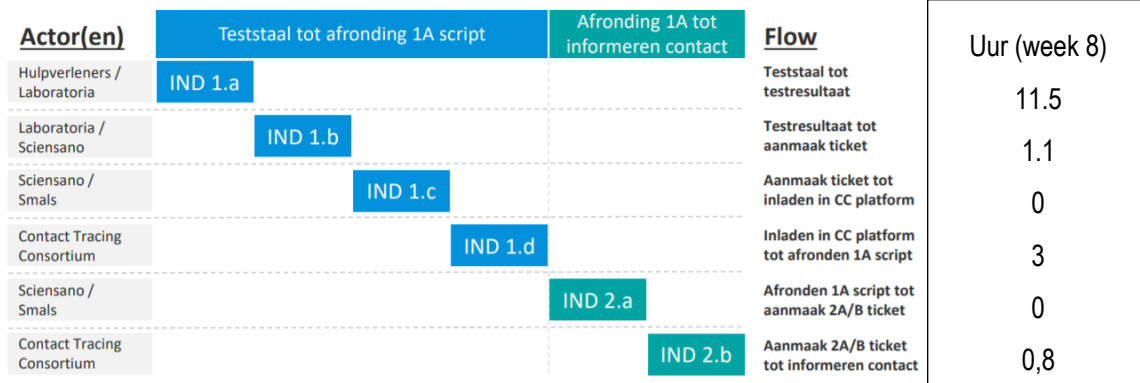 Actor(en)
Teststaal tot afronding 1A script
Afronding 1A tot
informeren contact
Flow
Uur (week 8)
Hulpverleners /
Laboratoria
IND 1.a
Teststaal tot
testresultaat
11.5
Laboratoria /
Sciensano
IND 1.b
Testresultaat tot
aanmaak ticket
1.1
Sciensano /
Smals
IND 1.c
Aanmaak ticket tot
inladen in CC platform
0
Contact Tracing
Consortium
IND 1.d
Inladen in CC platform
tot afronden 1A script
3
Sciensano /
Smals
IND 2.a
Afronden 1A script tot
aanmaak 2A/B ticket
0
Contact Tracing
Consortium
IND 2.b
Aanmaak 2A/B ticket
tot informeren contact
0,8